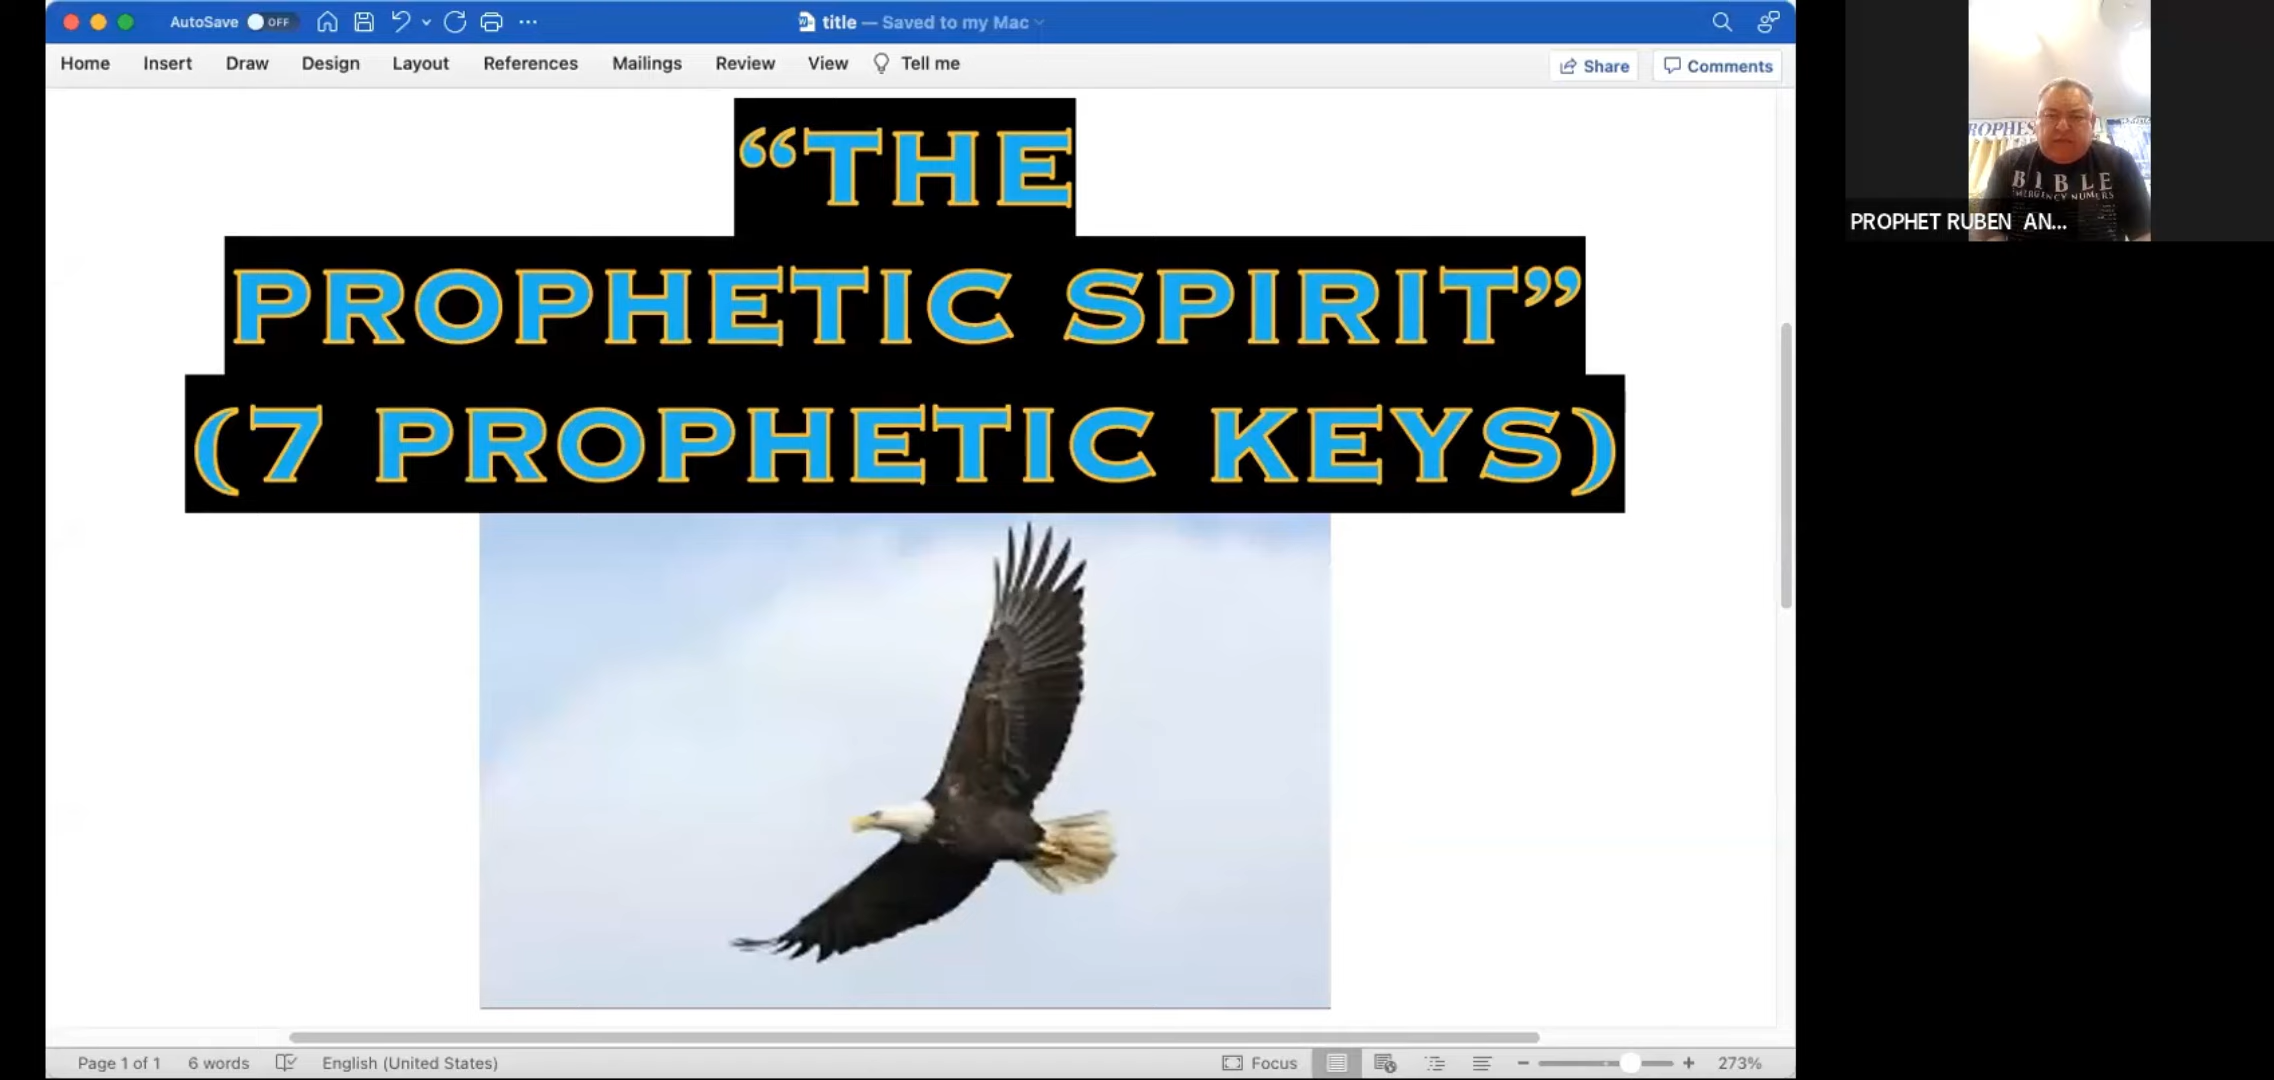 AutoSave OFF title — Saved to my Mac
Home Insert Draw Design Layout References Mailings Review View Tell me Share Comments
“THE
PROPHETIC SPIRIT”
(7 PROPHETIC KEYS)
Page 1 of 1 6 words English (United States) Focus 273%
BIBLE
PROPHET RUBEN AN...